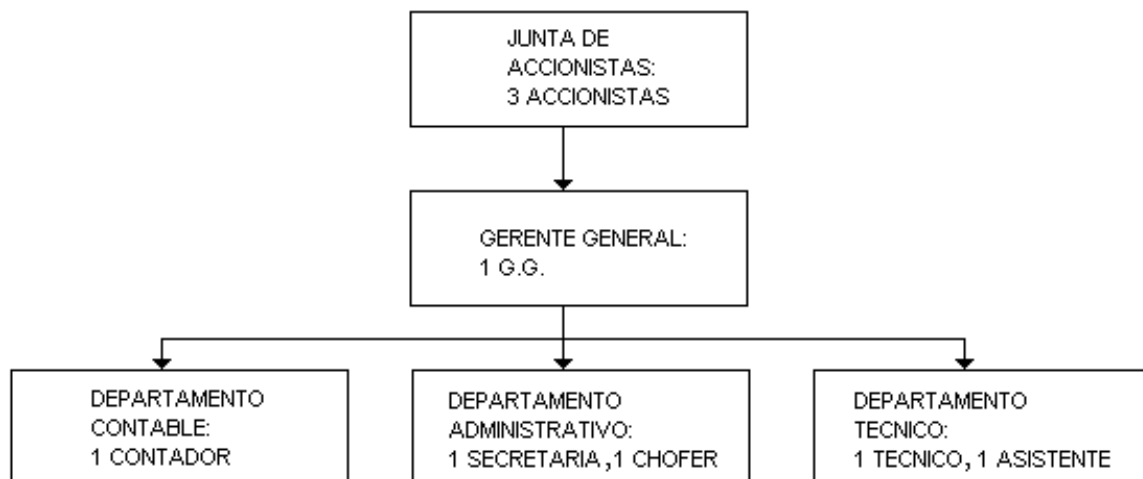 JUNTA DE
ACCIONISTAS:
3 ACCIONISTAS
GERENTE GENERAL:
1 G.G.
DEPARTAMENTO
CONTABLE:
1 CONTADOR
DEPARTAMENTO
ADMINISTRATIVO:
1 SECRETARIA ,1 CHOFER
DEPARTAMENTO
TECNICO:
1 TECNICO, 1 ASISTENTE